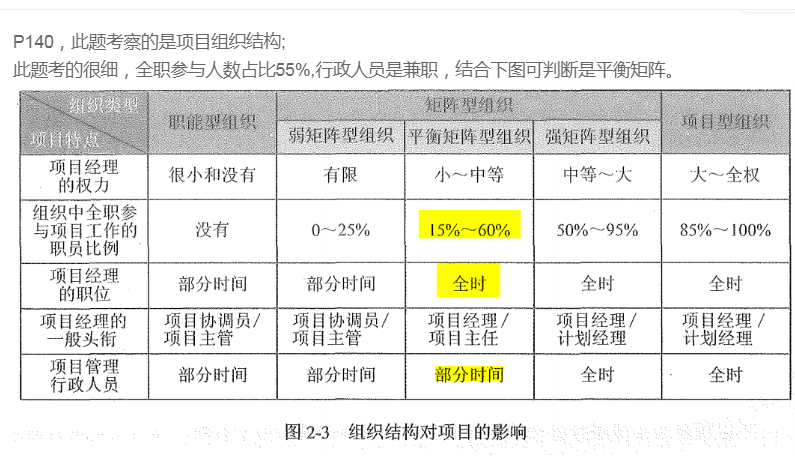 P140，此题考察的是项目组织结构;
此题考的很细，全职参与人数占比55%,行政人员是兼职，结合下图可判断是平衡矩阵。
组织类型
项目特点
职能型组织
矩阵型组织
项目型组织
弱矩阵型组织 平衡矩阵型组织 强矩阵型组织
项目经理
的权力
很小和没有 有限 小～中等 中等～大 大～全权
组织中全职参
与项目工作的
职员比例
没有 0～25% 15%～60% 50%～95% 85%～100%
项目经理
的职位
部分时间 部分时间 全时 全时 全时
项目经理的
一般头衔
项目协调员/
项目主管
项目协调员/
项目主管
项目经理/
项目主任
项目经理/
计划经理
项目经理/
计划经理
项目管理
行政人员
部分时间 部分时间 部分时间 全时 全时
图 2-3 组织结构对项目的影响